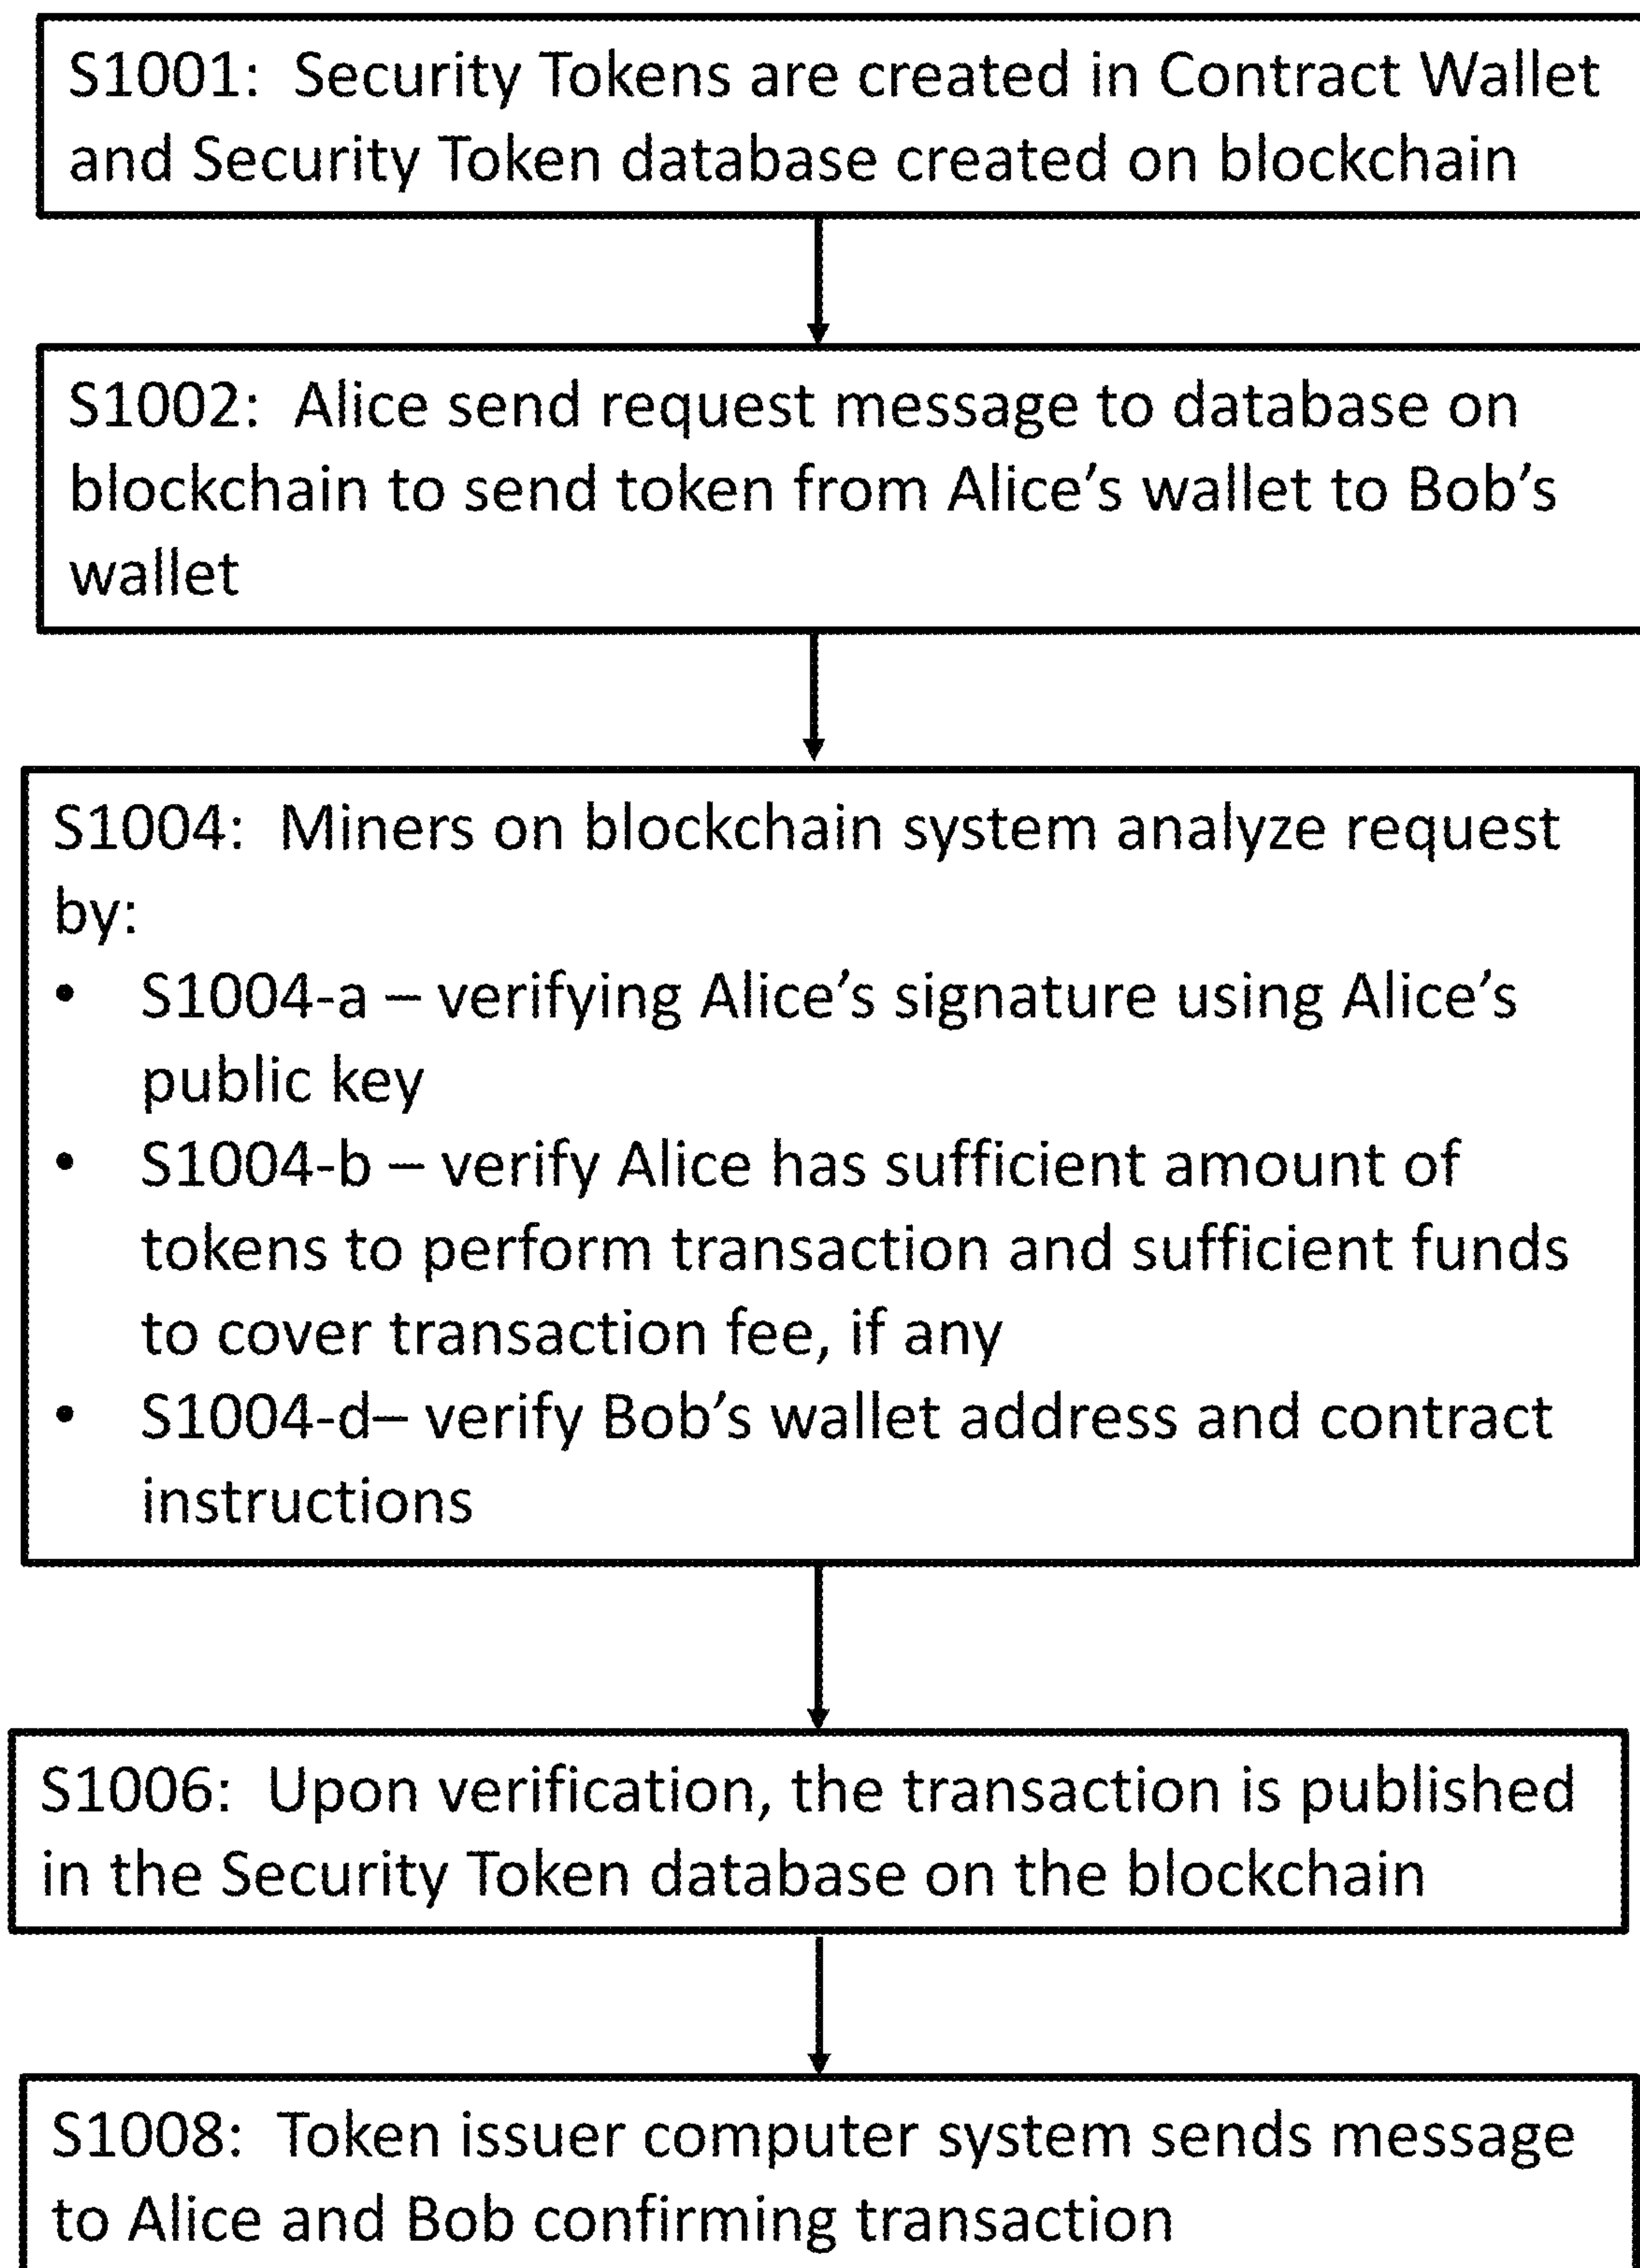 S1001: Security Tokens are created in Contract Wallet
and Security Token database created on blockchain
S1002: Alice send request message to database on
blockchain to send token from Alice’s wallet to Bob’s
wallet
S1004: Miners on blockchain system analyze request
by:
• S1004-a – verifying Alice’s signature using Alice’s
public key
• S1004-b – verify Alice has sufficient amount of
tokens to perform transaction and sufficient funds
to cover transaction fee, if any
• S1004-d– verify Bob’s wallet address and contract
instructions
S1006: Upon verification, the transaction is published
in the Security Token database on the blockchain
S1008: Token issuer computer system sends message
to Alice and Bob confirming transaction